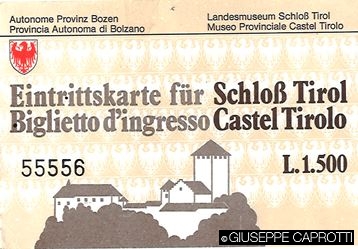 Autonome Provinz Bozen
Provincia Autonoma di Bolzano
Landesmuseum Schloß Tirol
Museo Provinciale Castel Tirolo
Eintrittskarte für Schloß Tirol
Biglietto d'ingresso Castel Tirolo
55556
L.1.500
©GIUSEPPE CAPROTTI